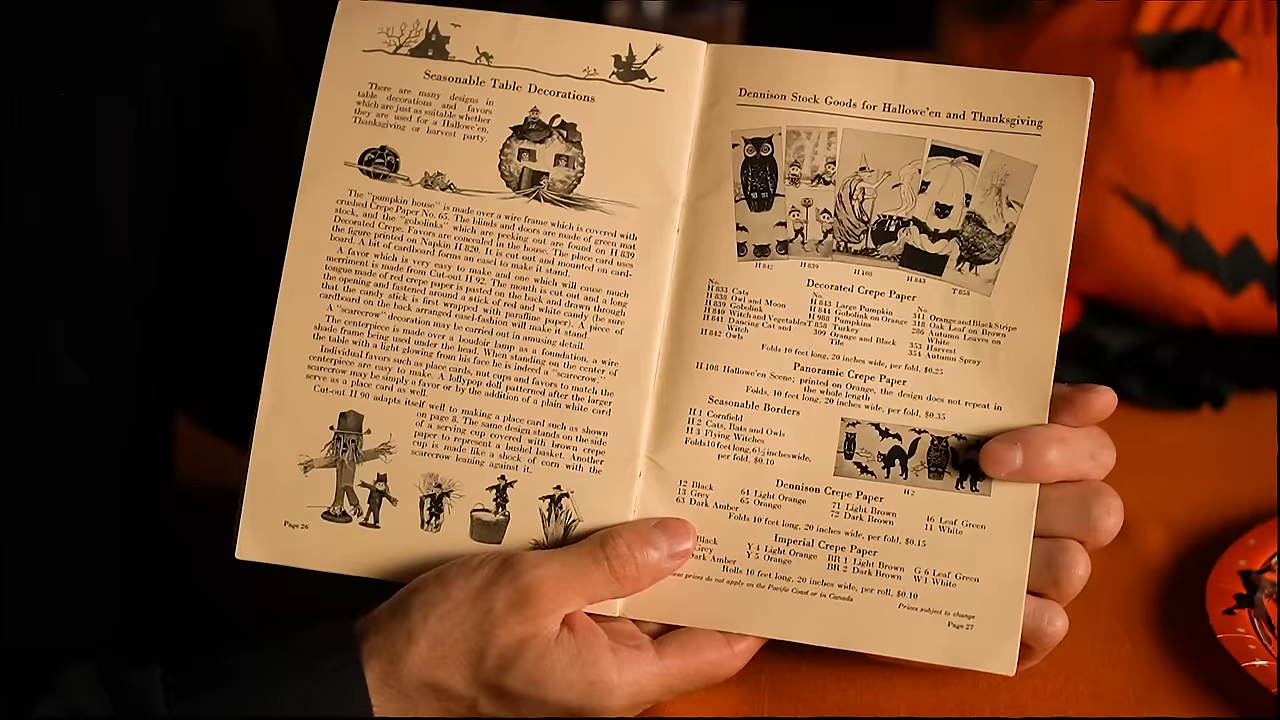 Seasonable Table Decorations
There are many designs in
table decorations and favors
which are just as suitable whether
they are used for a Hallowe'en,
Thanksgiving or harvest party.
The "pumpkin house" is made over a wire frame which is covered with
crushed Crepe Paper No. 65. The blinds and doors are made of green mat
stock, and the "gobolinks" which are peeking out are found on H 839
Decorated Crepe. Favors are concealed in the house. The place card uses
the figure printed on Napkin H 820. It is cut out and mounted on card-
board. A bit of cardboard forms an easel to make it stand.
A favor which is very easy to make and one which will cause much
merriment is made from Cut-out H 92. The mouth is cut out and a long
tongue made of red crepe paper is pasted on the back and drawn through
the opening and fastened around a stick of red and white candy (be sure
that the candy stick is first wrapped with paraffine paper). A piece of
cardboard on the back arranged easel-fashion will make it stand.
A "scarecrow" decoration may be carried out in amusing detail.
The centerpiece is made over a boudoir lamp as a foundation, a wire
shade frame being used under the head. When standing on the center of
the table with a light glowing from his face he is indeed a "scarecrow."
Individual favors such as place cards, nut cups and favors to match the
centerpiece are easy to make. A lollypop doll patterned after the larger
scarecrow may be simply a favor or by the addition of a plain white card
serve as a place card as well.
Cut-out H 90 adapts itself well to making a place card such as shown
on page 8. The same design stands on the side
of a serving cup covered with brown crepe
paper to represent a bushel basket. Another
cup is made like a shock of corn with the
scarecrow leaning against it.
Page 26
Dennison Stock Goods for Hallowe'en and Thanksgiving
H 842 H 839 H 108 H 843 T 858
Decorated Crepe Paper
No.
H 833 Cats
H 838 Owl and Moon
H 839 Gobolink
H 840 Witch and Vegetables
H 841 Dancing Cat and
Witch
H 842 Owls
No.
H 843 Large Pumpkin
H 844 Gobolink on Orange
H 988 Pumpkins
T 858 Turkey
309 Orange and Black
Tile
No.
311 Orange and Black Stripe
318 Oak Leaf on Brown
286 Autumn Leaves on
White
353 Harvest
354 Autumn Spray
Folds 10 feet long, 20 inches wide, per fold, $0.25
Panoramic Crepe Paper
H 108 Hallowe'en Scene; printed on Orange, the design does not repeat in
the whole length
Folds, 10 feet long, 20 inches wide, per fold, $0.35
Seasonable Borders
H 1 Cornfield
H 2 Cats, Bats and Owls
H 3 Flying Witches
Folds 10 feet long, 6½ inches wide,
per fold, $0.10
H 2
Dennison Crepe Paper
12 Black
13 Grey
63 Dark Amber
64 Light Orange
65 Orange
71 Light Brown
72 Dark Brown
46 Leaf Green
11 White
Folds 10 feet long, 20 inches wide, per fold, $0.15
Imperial Crepe Paper
Black
Grey
Dark Amber
Y 4 Light Orange
Y 5 Orange
BR 1 Light Brown
BR 2 Dark Brown
G 6 Leaf Green
W 1 White
Rolls 10 feet long, 20 inches wide, per roll, $0.10
prices do not apply on the Pacific Coast or in Canada
Prices subject to change
Page 27